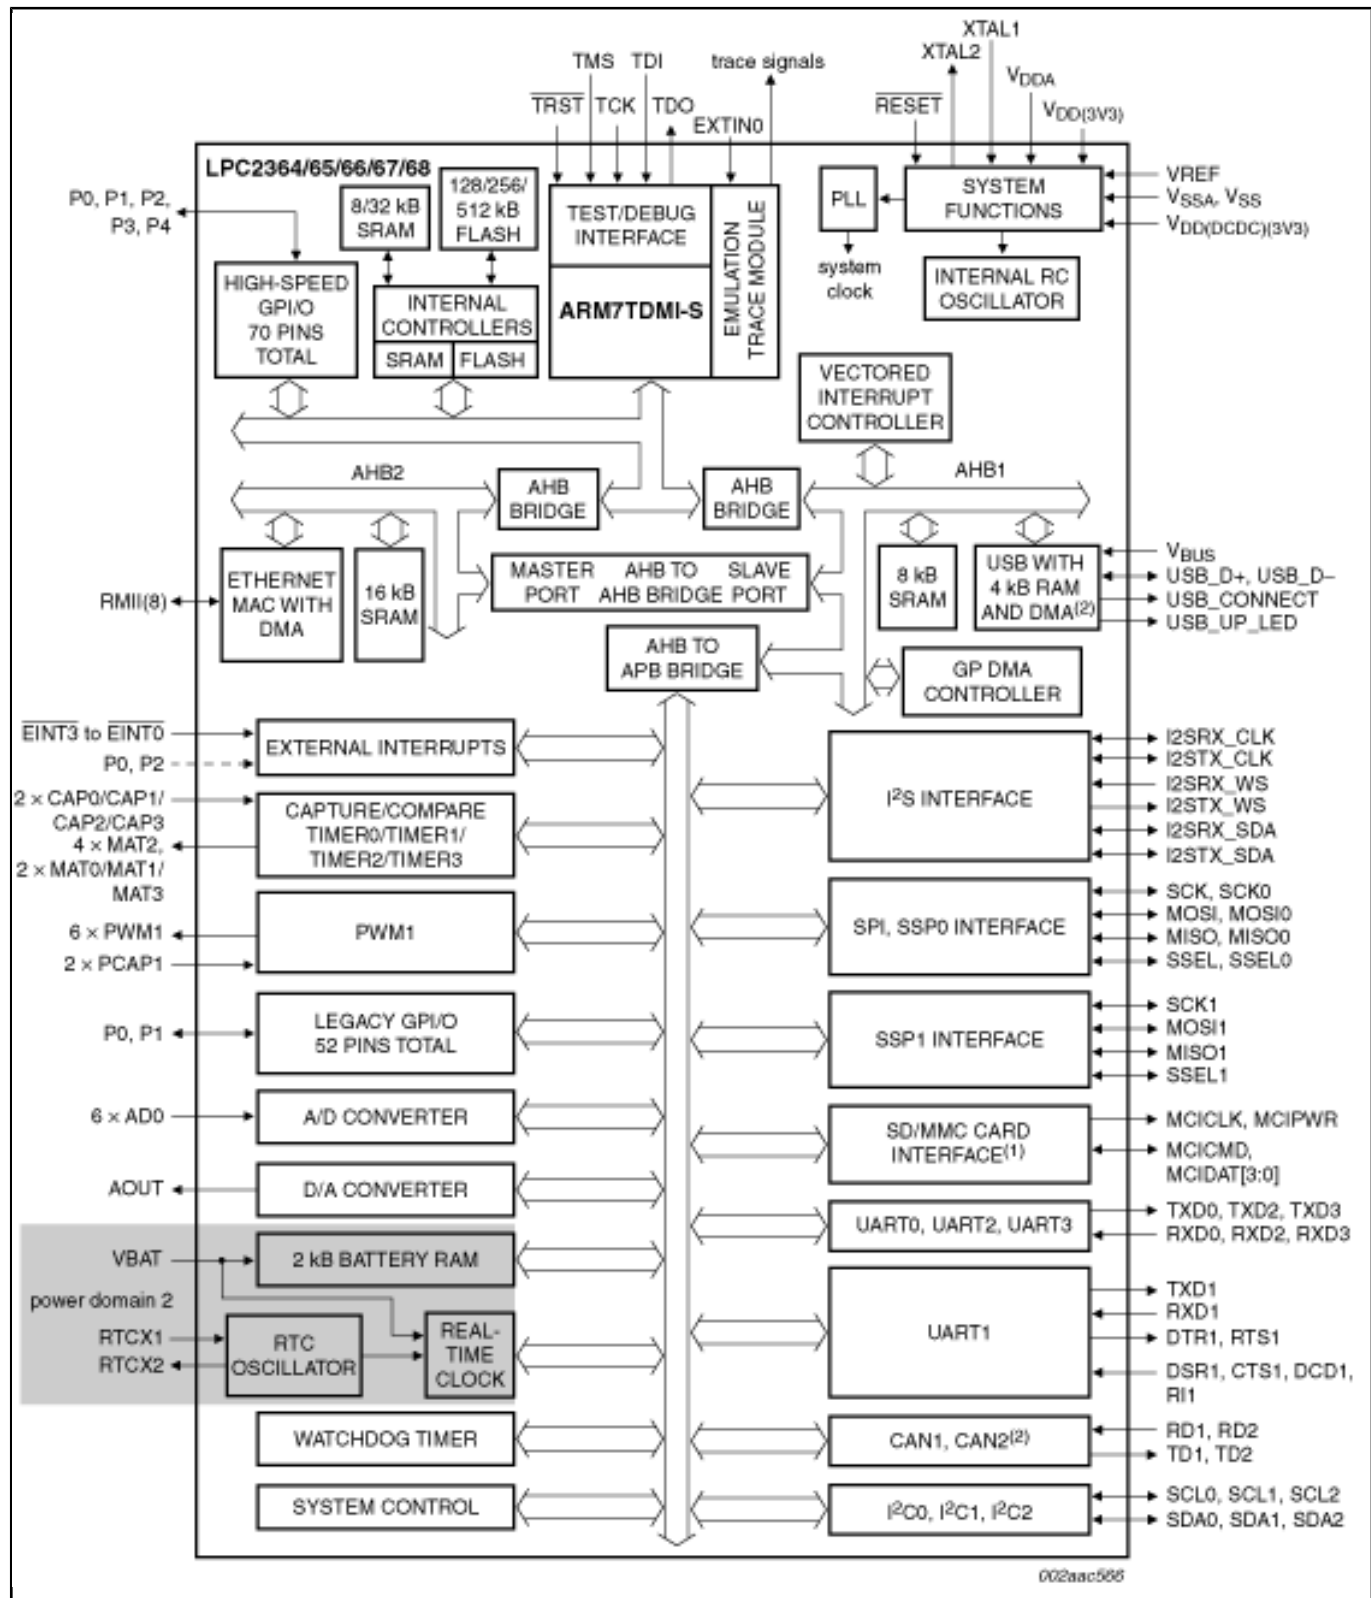 XTAL1
XTAL2
TMS TDI
trace signals
VDDA
TRST TCK TDO
RESET
VDD(3V3)
EXTIN0
LPC2364/65/66/67/68
P0, P1, P2,
P3, P4
8/32 kB
SRAM
128/256/
512 kB
FLASH
TEST/DEBUG
INTERFACE
EMULATION
TRACE MODULE
PLL
SYSTEM
FUNCTIONS
VREF
VSSA, VSS
VDD(DCDC)(3V3)
system
clock
HIGH-SPEED
GPI/O
70 PINS
TOTAL
INTERNAL
CONTROLLERS
SRAM FLASH
ARM7TDMI-S
INTERNAL RC
OSCILLATOR
VECTORED
INTERRUPT
CONTROLLER
AHB2
AHB
BRIDGE
AHB
BRIDGE
AHB1
ETHERNET
MAC WITH
DMA
16 kB
SRAM
MASTER
PORT
AHB TO
AHB BRIDGE
SLAVE
PORT
8 kB
SRAM
USB WITH
4 kB RAM
AND DMA(2)
VBUS
USB_D+, USB_D−
USB_CONNECT
USB_UP_LED
RMII(8)
AHB TO
APB BRIDGE
GP DMA
CONTROLLER
EINT3 to EINT0
P0, P2
EXTERNAL INTERRUPTS
I2S INTERFACE
I2SRX_CLK
I2STX_CLK
I2SRX_WS
I2STX_WS
I2SRX_SDA
I2STX_SDA
2 × CAP0/CAP1/
CAP2/CAP3
4 × MAT2,
2 × MAT0/MAT1/
MAT3
CAPTURE/COMPARE
TIMER0/TIMER1/
TIMER2/TIMER3
6 × PWM1
2 × PCAP1
PWM1
SPI, SSP0 INTERFACE
SCK, SCK0
MOSI, MOSI0
MISO, MISO0
SSEL, SSEL0
P0, P1
LEGACY GPI/O
52 PINS TOTAL
SSP1 INTERFACE
SCK1
MOSI1
MISO1
SSEL1
6 × AD0
A/D CONVERTER
SD/MMC CARD
INTERFACE(1)
MCICLK, MCIPWR
MCICMD,
MCIDAT[3:0]
AOUT
D/A CONVERTER
UART0, UART2, UART3
TXD0, TXD2, TXD3
RXD0, RXD2, RXD3
VBAT
2 kB BATTERY RAM
power domain 2
RTCX1
RTCX2
RTC
OSCILLATOR
REAL-
TIME
CLOCK
UART1
TXD1
RXD1
DTR1, RTS1
DSR1, CTS1, DCD1,
RI1
WATCHDOG TIMER
CAN1, CAN2(2)
RD1, RD2
TD1, TD2
SYSTEM CONTROL
I2C0, I2C1, I2C2
SCL0, SCL1, SCL2
SDA0, SDA1, SDA2
002aac566